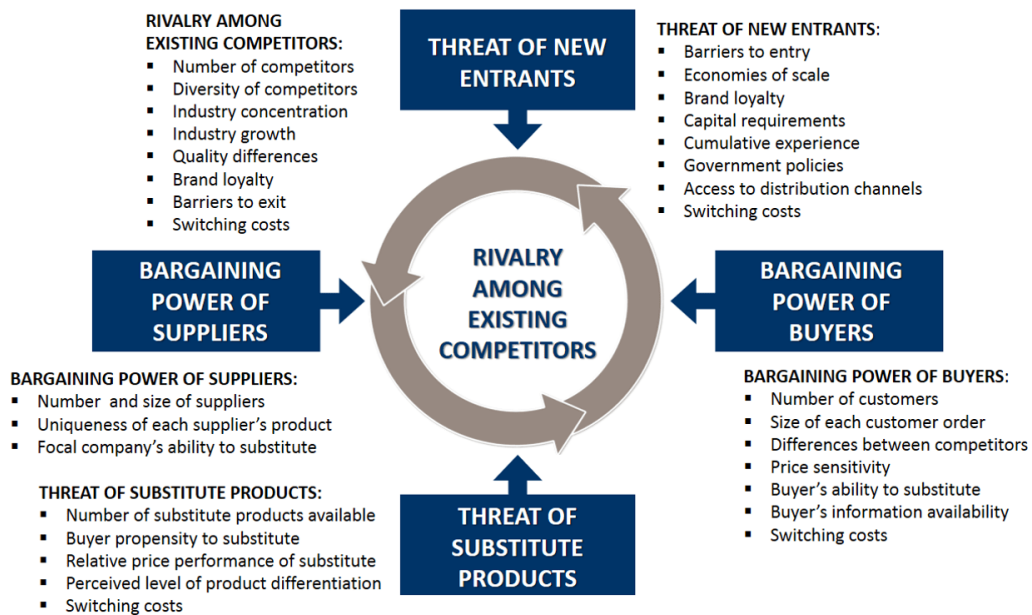 RIVALRY AMONG
EXISTING COMPETITORS:
▪ Number of competitors
▪ Diversity of competitors
▪ Industry concentration
▪ Industry growth
▪ Quality differences
▪ Brand loyalty
▪ Barriers to exit
▪ Switching costs
THREAT OF NEW
ENTRANTS
THREAT OF NEW ENTRANTS:
▪ Barriers to entry
▪ Economies of scale
▪ Brand loyalty
▪ Capital requirements
▪ Cumulative experience
▪ Government policies
▪ Access to distribution channels
▪ Switching costs
BARGAINING
POWER OF
SUPPLIERS
RIVALRY
AMONG
EXISTING
COMPETITORS
BARGAINING
POWER OF
BUYERS
BARGAINING POWER OF SUPPLIERS:
▪ Number and size of suppliers
▪ Uniqueness of each supplier's product
▪ Focal company's ability to substitute
BARGAINING POWER OF BUYERS:
▪ Number of customers
▪ Size of each customer order
▪ Differences between competitors
▪ Price sensitivity
▪ Buyer's ability to substitute
▪ Buyer's information availability
▪ Switching costs
THREAT OF SUBSTITUTE PRODUCTS:
▪ Number of substitute products available
▪ Buyer propensity to substitute
▪ Relative price performance of substitute
▪ Perceived level of product differentiation
▪ Switching costs
THREAT OF
SUBSTITUTE
PRODUCTS